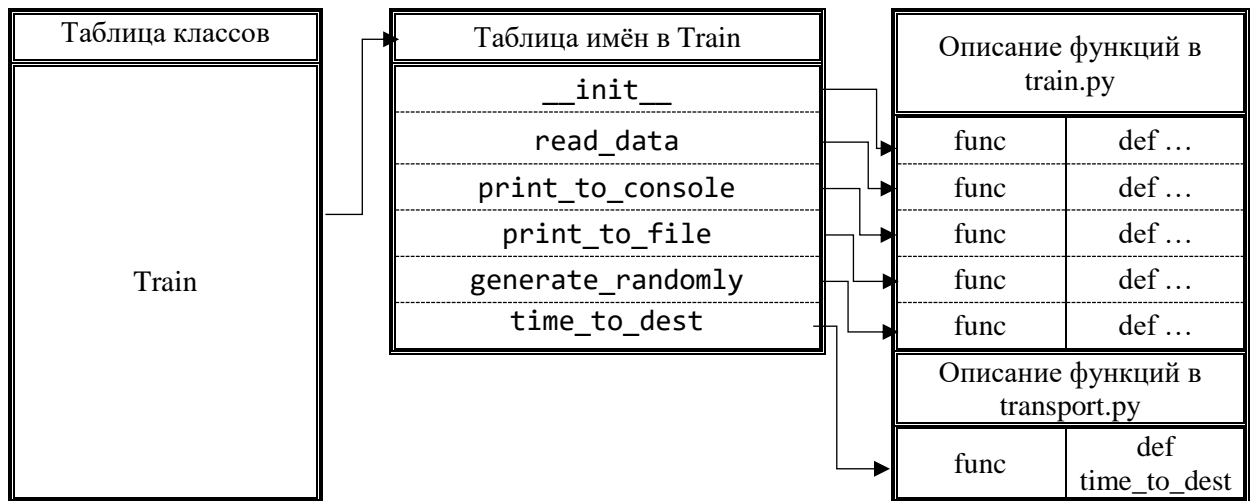 Таблица классов
Train
Таблица имён в Train
__init__
read_data
print_to_console
print_to_file
generate_randomly
time_to_dest
Описание функций в
train.py
func def …
func def …
func def …
func def …
func def …
Описание функций в
transport.py
func def
time_to_dest